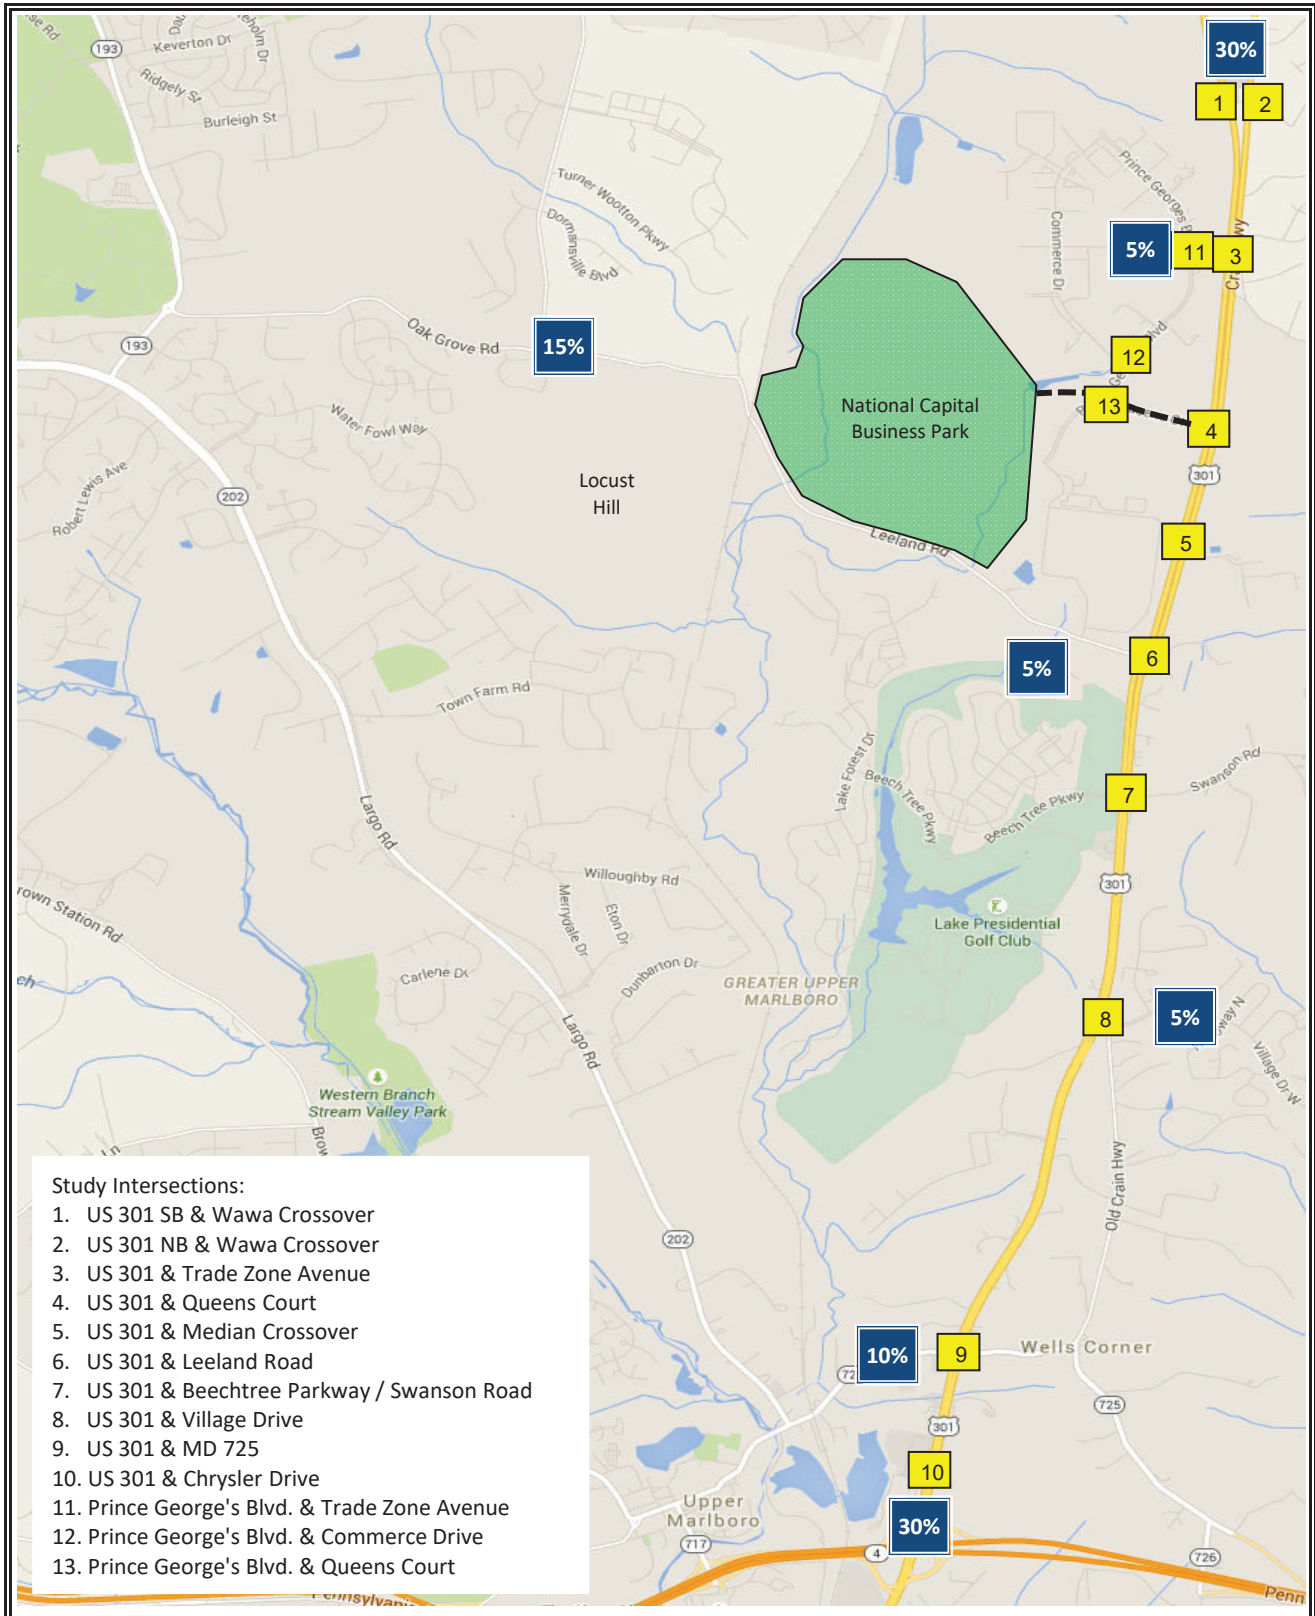 193
Keverton Dr
Ridgely St
Burleigh St
30%
1
2
Turner Wootton Pkwy
Dormansville Blvd
Commerce Dr
5%
11
3
193
Oak Grove Rd
15%
12
13
4
National Capital
Business Park
Water Fowl Way
Robert Lewis Ave
202
Locust
Hill
301
5
Leeland Rd
5%
6
Town Farm Rd
Lake Forest Dr
Beech Tree Pkwy
Beech Tree Pkwy
7
Swanson Rd
Largo Rd
301
Willoughby Rd
Merrydale Dr
Eton Dr
Dunbarton Dr
Carlene Dr
rown Station Rd
Lake Presidential
Golf Club
GREATER UPPER
MARLBORO
8
5%
Village Dr W
Largo Rd
Western Branch
Stream Valley Park
Old Crain Hwy
202
10%
9
Wells Corner
725
301
10
Upper
Marlboro
717
30%
4
726
Penn
Study Intersections:
1. US 301 SB & Wawa Crossover
2. US 301 NB & Wawa Crossover
3. US 301 & Trade Zone Avenue
4. US 301 & Queens Court
5. US 301 & Median Crossover
6. US 301 & Leeland Road
7. US 301 & Beechtree Parkway / Swanson Road
8. US 301 & Village Drive
9. US 301 & MD 725
10. US 301 & Chrysler Drive
11. Prince George's Blvd. & Trade Zone Avenue
12. Prince George's Blvd. & Commerce Drive
13. Prince George's Blvd. & Queens Court